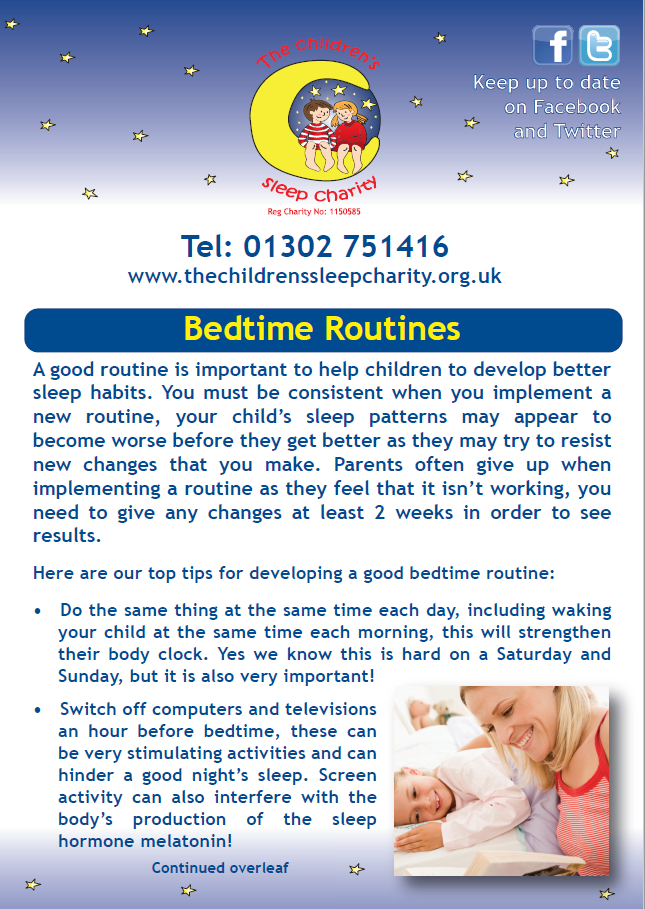 The Children's
Sleep Charity
Reg Charity No: 1150585
Keep up to date
on Facebook
and Twitter
Tel: 01302 751416
www.thechildrenssleepcharity.org.uk
Bedtime Routines
A good routine is important to help children to develop better
sleep habits. You must be consistent when you implement a
new routine, your child's sleep patterns may appear to
become worse before they get better as they may try to resist
new changes that you make. Parents often give up when
implementing a routine as they feel that it isn't working, you
need to give any changes at least 2 weeks in order to see
results.
Here are our top tips for developing a good bedtime routine:
• Do the same thing at the same time each day, including waking
your child at the same time each morning, this will strengthen
their body clock. Yes we know this is hard on a Saturday and
Sunday, but it is also very important!
• Switch off computers and televisions
an hour before bedtime, these can
be very stimulating activities and can
hinder a good night's sleep. Screen
activity can also interfere with the
body's production of the sleep
hormone melatonin!
Continued overleaf